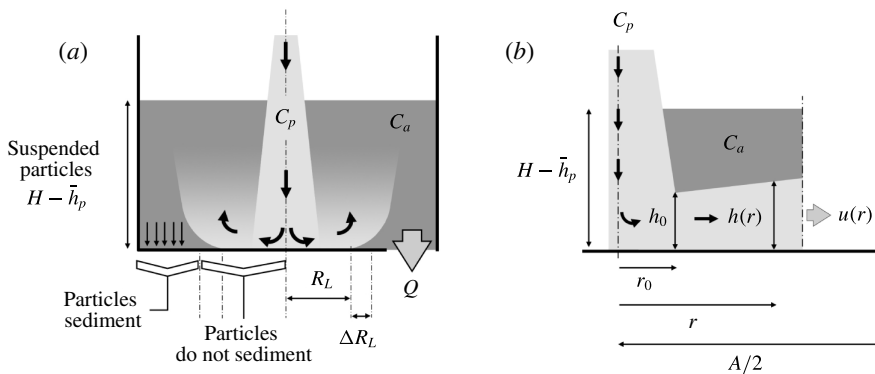 (a)
C_p
C_a
Suspended
particles
H − h̄_p
R_L
Q
Particles
sediment
Particles
do not sediment
ΔR_L
(b)
C_p
C_a
H − h̄_p
h_0
h(r)
u(r)
r_0
r
A/2